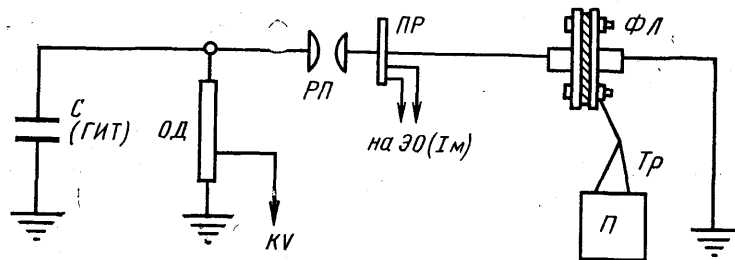 С
(ГИТ)
ОД
KV
РП
ПР
на ЭО(Iм)
ФЛ
Тр
П